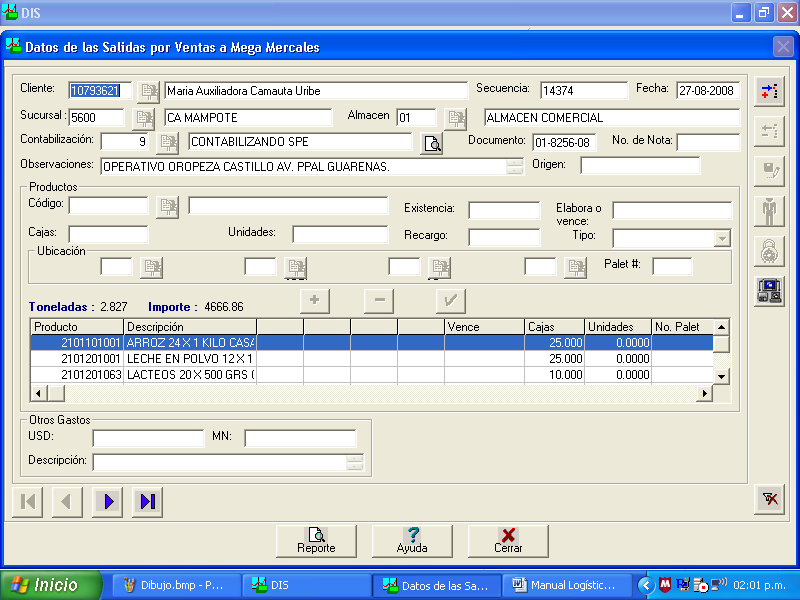 DIS
Datos de las Salidas por Ventas a Mega Mercales
Cliente: 10793621 Maria Auxiliadora Camauta Uribe Secuencia: 14374 Fecha: 27-08-2008
Sucursal: 5600 CA MAMPOTE Almacen 01 ALMACEN COMERCIAL
Contabilización: 9 CONTABILIZANDO SPE Documento: 01-8256-08 No. de Nota:
Observaciones: OPERATIVO OROPEZA CASTILLO AV. PPAL GUARENAS. Origen:
Productos
Código: Existencia: Elabora o vence:
Cajas: Unidades: Recargo: Tipo:
Ubicación
Palet #:
Toneladas : 2.827 Importe : 4666.86
Producto Descripción Vence Cajas Unidades No. Palet
2101101001 ARROZ 24 X 1 KILO CASA 25.000 0.0000
2101201001 LECHE EN POLVO 12 X 1 25.000 0.0000
2101201063 LACTEOS 20 X 500 GRS ( 10.000 0.0000
Otros Gastos
USD: MN:
Descripción:
Reporte Ayuda Cerrar
Inicio Dibujo.bmp - P... DIS Datos de las Sa... Manual Logístic... 02:01 p.m.